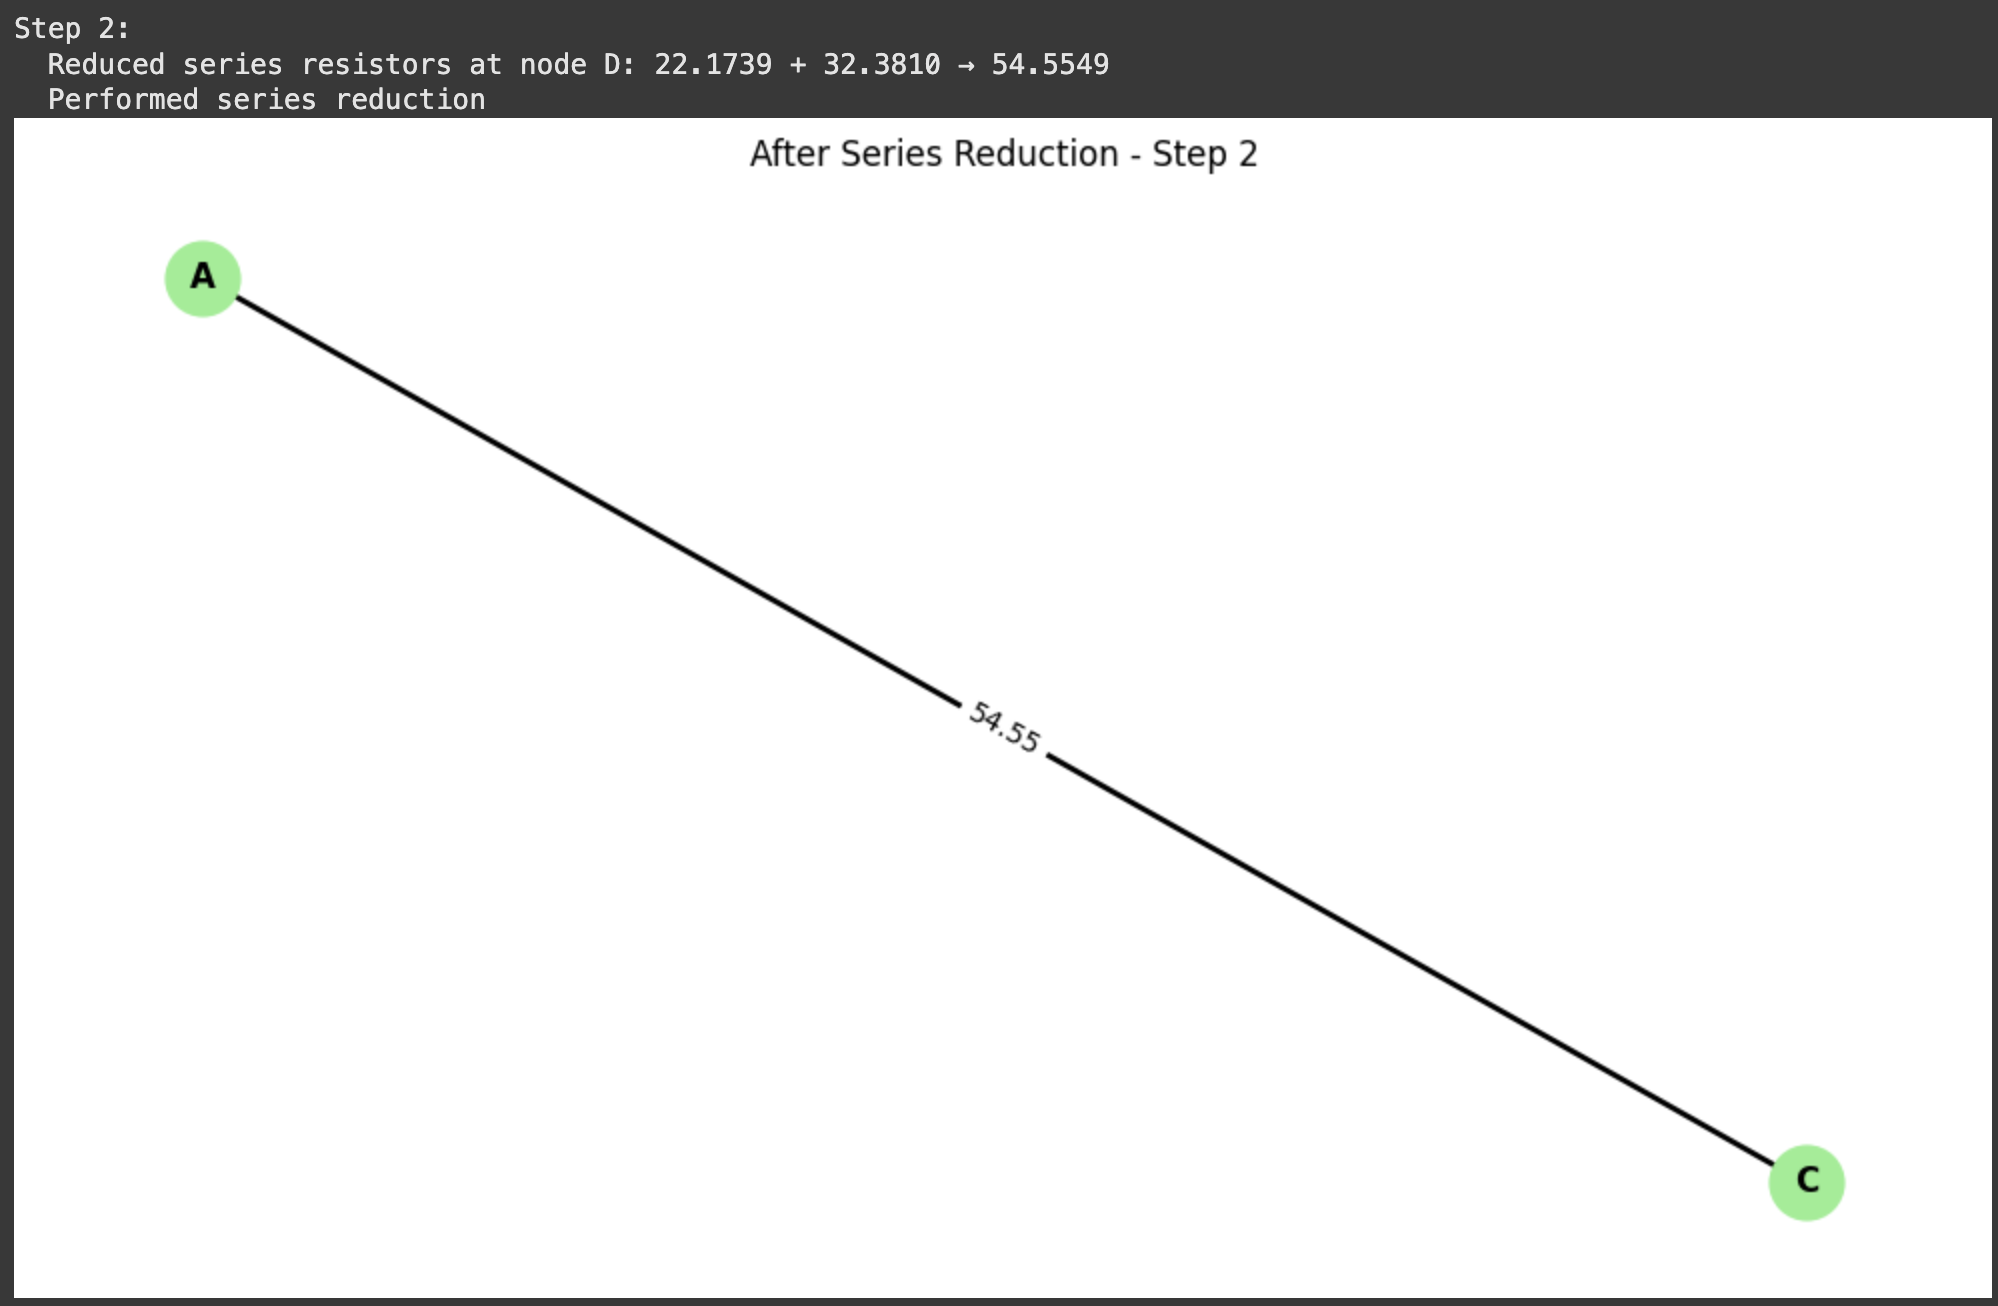 Step 2:
Reduced series resistors at node D: 22.1739 + 32.3810 → 54.5549
Performed series reduction
After Series Reduction - Step 2
A
54.55
C